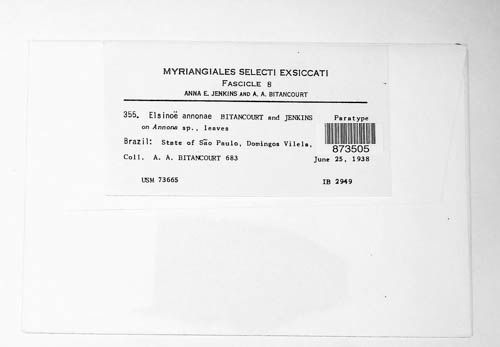 MYRIANGIALES SELECTI EXSICCATI
FASCICLE 8
ANNA E. JENKINS AND A. A. BITANCOURT
355. Elsinoë annonae BITANCOURT and JENKINS Paratype
on Annona sp., leaves
873505
Brazil: State of São Paulo, Domingos Vilela,
Coll. A. A. BITANCOURT 683 June 25, 1938
USM 73665 IB 2949